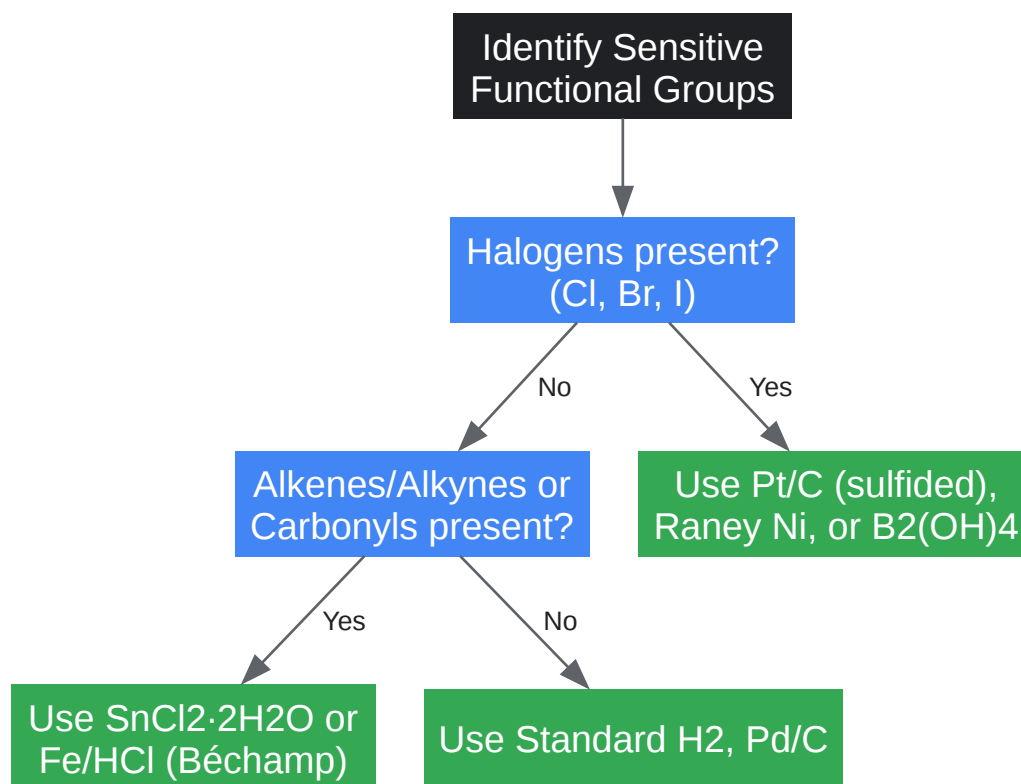 Identify Sensitive
Functional Groups
Halogens present?
(Cl, Br, I)
No
Yes
Alkenes/Alkynes or
Carbonyls present?
Use Pt/C (sulfided),
Raney Ni, or B2(OH)4
Yes
No
Use SnCl2·2H2O or
Fe/HCl (Béchamp)
Use Standard H2, Pd/C